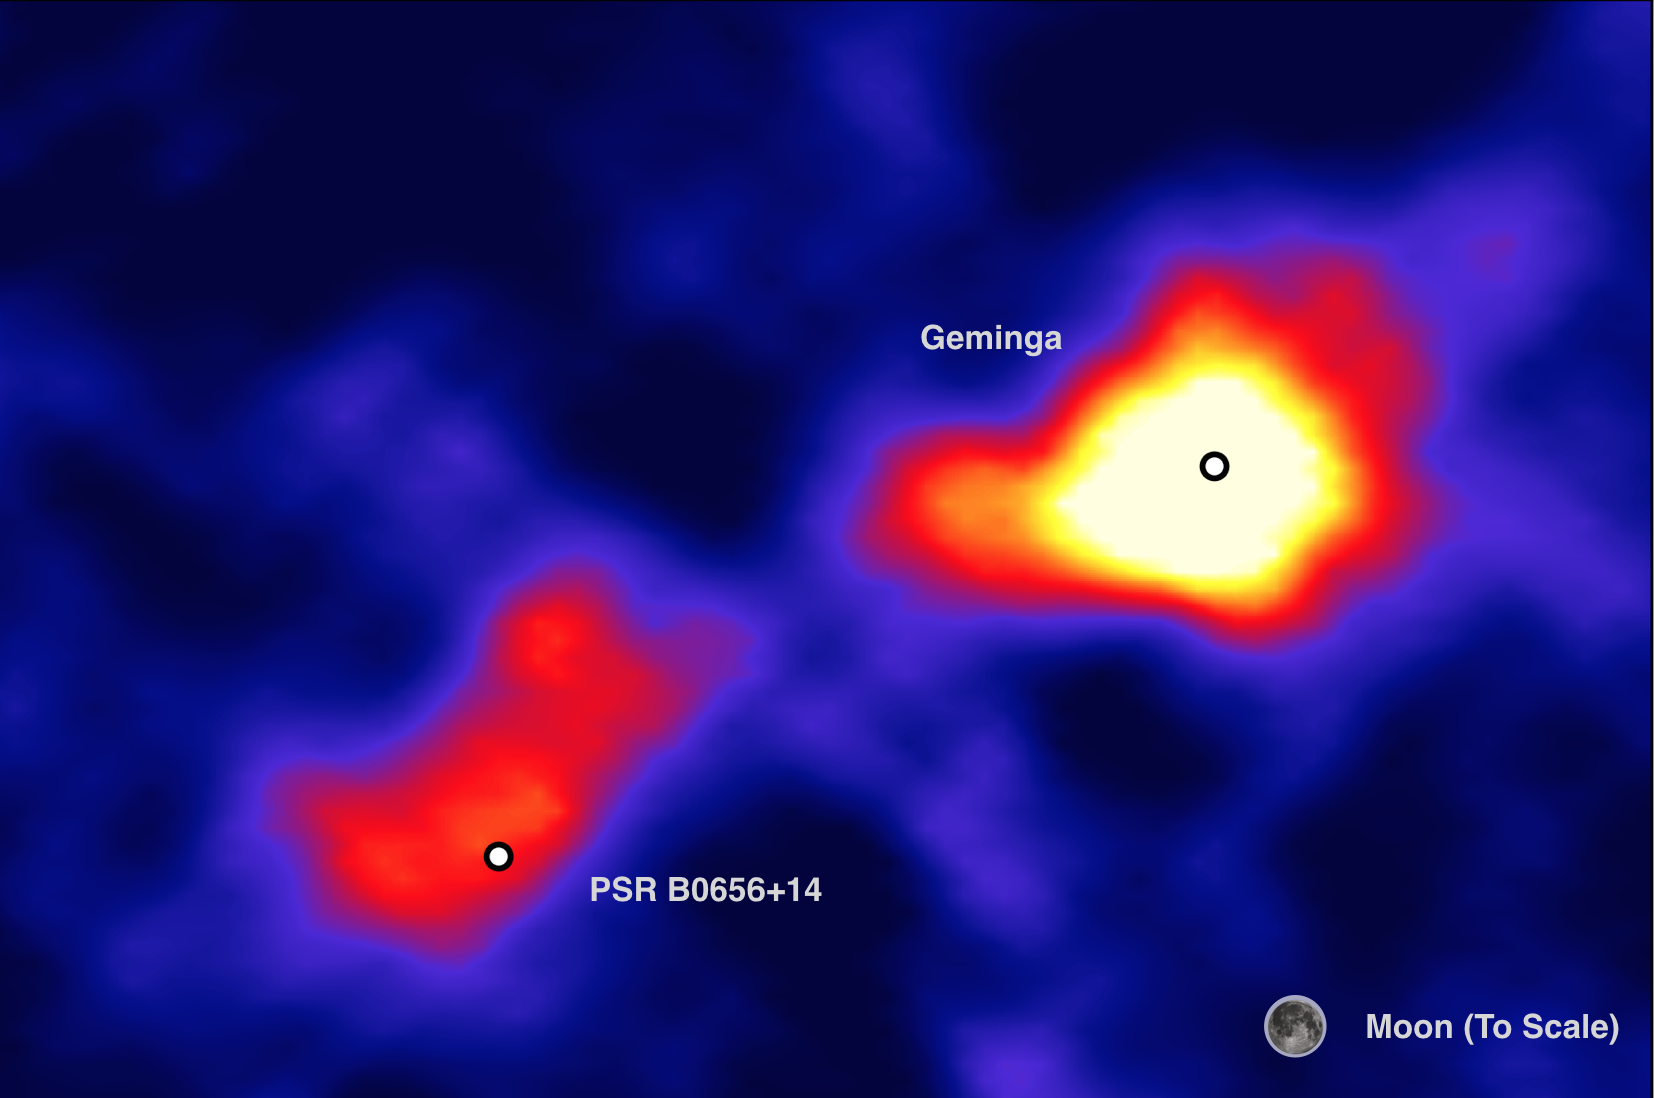 Geminga
PSR B0656+14
Moon (To Scale)